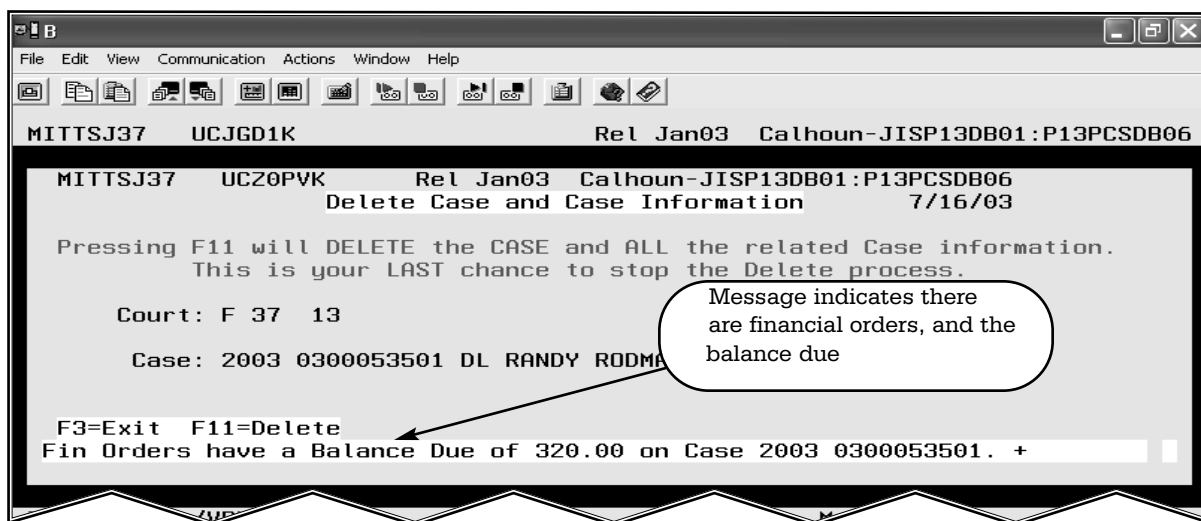 B
File Edit View Communication Actions Window Help
MITTSJ37 UCJGD1K Rel Jan03 Calhoun-JISP13DB01:P13PCSDB06
MITTSJ37 UCZ0PVK Rel Jan03 Calhoun-JISP13DB01:P13PCSDB06
Delete Case and Case Information 7/16/03
Pressing F11 will DELETE the CASE and ALL the related Case information.
This is your LAST chance to stop the Delete process.
Message indicates there
are financial orders, and the
balance due
Court: F 37 13
Case: 2003 0300053501 DL RANDY
F3=Exit F11=Delete
Fin Orders have a Balance Due of 320.00 on Case 2003 0300053501. +